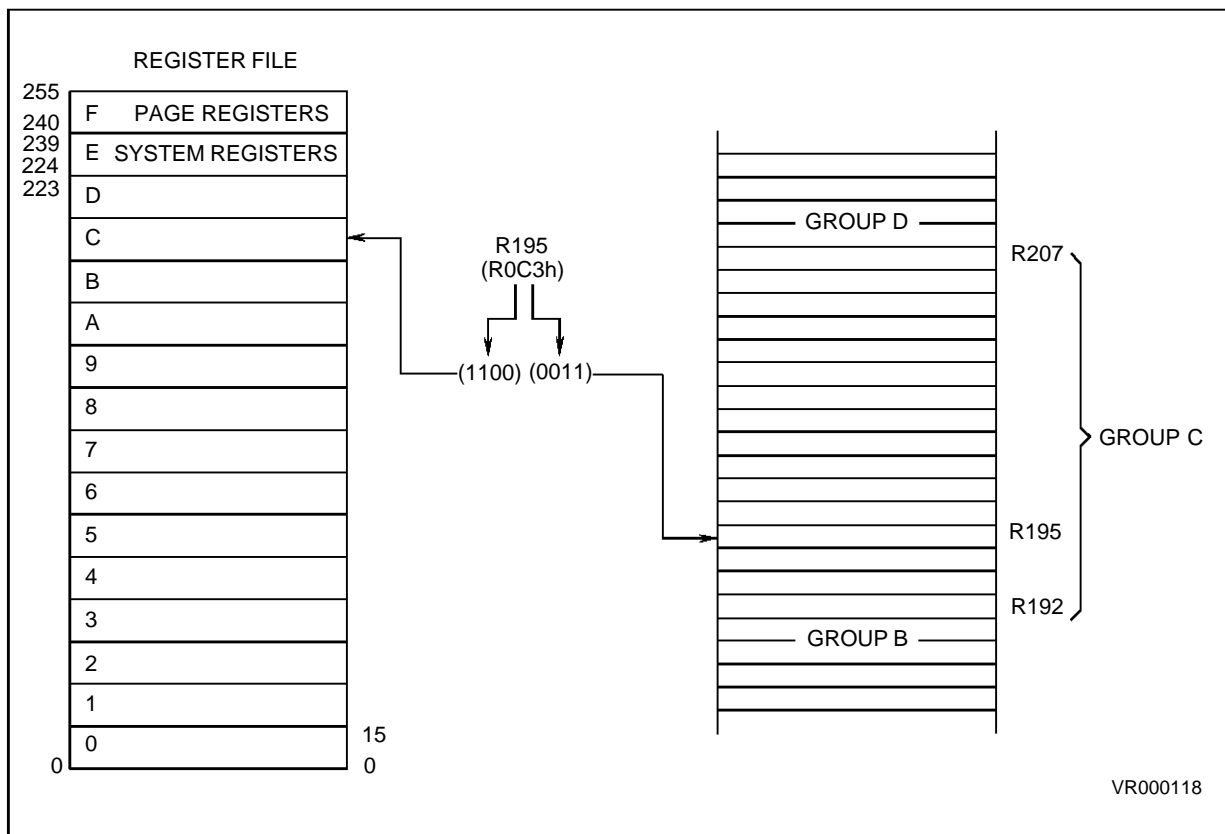 REGISTER FILE
255
F PAGE REGISTERS
240
239
E SYSTEM REGISTERS
224
223
D
C
B
A
9
8
7
6
5
4
3
2
1
0
15
0
0
R195
(R0C3h)
(1100) (0011)
GROUP D
R207
GROUP C
R195
R192
GROUP B
VR000118